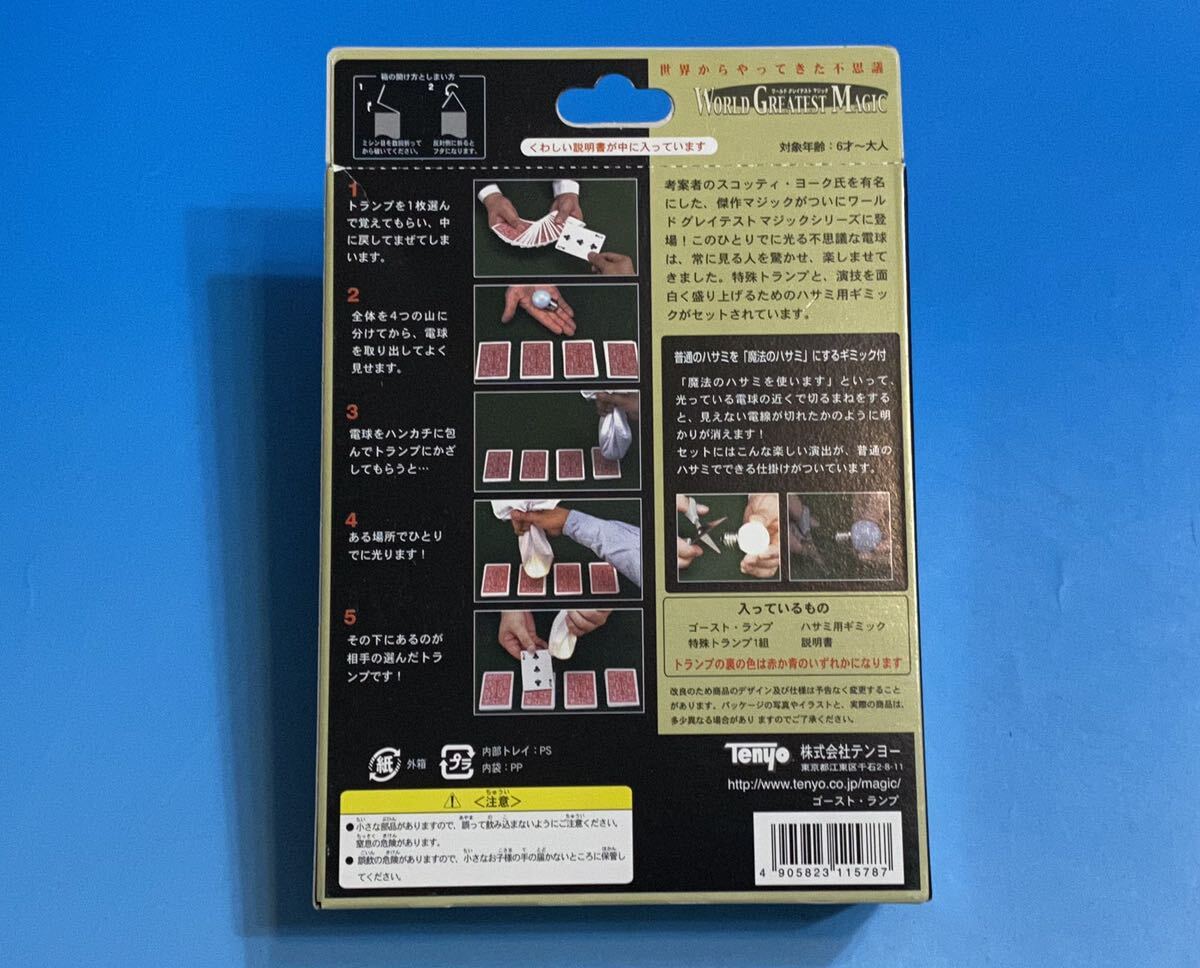 箱の開け方としまい方
1
2
ミシン目を数回折って
から破いてください。
反対側に折ると
フタになります。
世界からやってきた不思議
ワールド グレイテスト マジック
WORLD GREATEST MAGIC
くわしい説明書が中に入っています
対象年齢：6才〜大人
1
トランプを1枚選ん
で覚えてもらい、中
に戻してまぜてしま
います。
2
全体を4つの山に
分けてから、電球
を取り出してよく
見せます。
3
電球をハンカチに包
んでトランプにかざ
してもらうと…
4
ある場所でひとり
でに光ります！
5
その下にあるのが
相手の選んだトラ
ンプです！
考案者のスコッティ・ヨーク氏を有名
にした、傑作マジックがついにワール
ド グレイテスト マジックシリーズに登
場！このひとりでに光る不思議な電球
は、常に見る人を驚かせ、楽しませて
きました。特殊トランプと、演技を面
白く盛り上げるためのハサミ用ギミッ
クがセットされています。
普通のハサミを「魔法のハサミ」にするギミック付
「魔法のハサミを使います」といって、
光っている電球の近くで切るまねをする
と、見えない電線が切れたかのように明
かりが消えます！
セットにはこんな楽しい演出が、普通の
ハサミでできる仕掛けがついています。
入っているもの
ゴースト・ランプ　ハサミ用ギミック
特殊トランプ1組　説明書
トランプの裏の色は赤か青のいずれかになります
改良のため商品のデザイン及び仕様は予告なく変更すること
があります。パッケージの写真やイラストと、実際の商品は、
多少異なる場合があり ますのでご了承ください。
紙 外箱
プラ 内部トレイ：PS
内袋：PP
Tenyo 株式会社テンヨー
東京都江東区千石2-8-11
http://www.tenyo.co.jp/magic/
ゴースト・ランプ
4 905823 115787
ちゅうい
＜注意＞
●小さな部品がありますので、誤って飲み込まないようにご注意ください。
窒息の危険があります。
●誤飲の危険がありますので、小さなお子様の手の届かないところに保管し
てください。